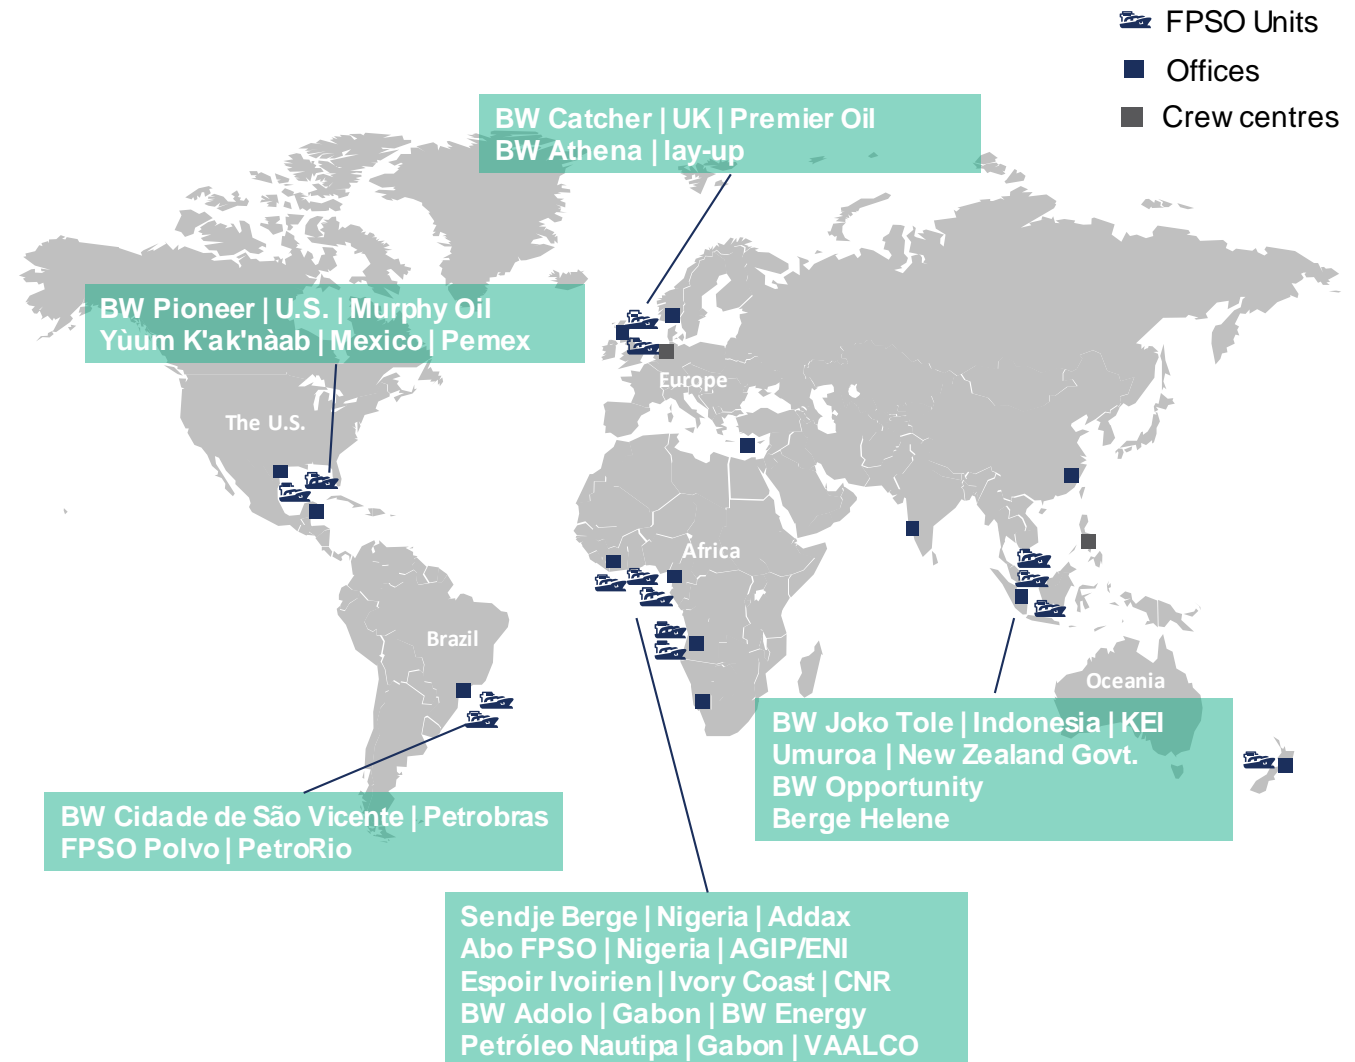 FPSO Units
Offices
Crew centres
BW Catcher | UK | Premier Oil
BW Athena | lay-up
BW Pioneer | U.S. | Murphy Oil
Yùum K'ak'nàab | Mexico | Pemex
Europe
The U.S.
Africa
Brazil
Oceania
BW Joko Tole | Indonesia | KEI
Umuroa | New Zealand Govt.
BW Opportunity
Berge Helene
BW Cidade de São Vicente | Petrobras
FPSO Polvo | PetroRio
Sendje Berge | Nigeria | Addax
Abo FPSO | Nigeria | AGIP/ENI
Espoir Ivoirien | Ivory Coast | CNR
BW Adolo | Gabon | BW Energy
Petróleo Nautipa | Gabon | VAALCO